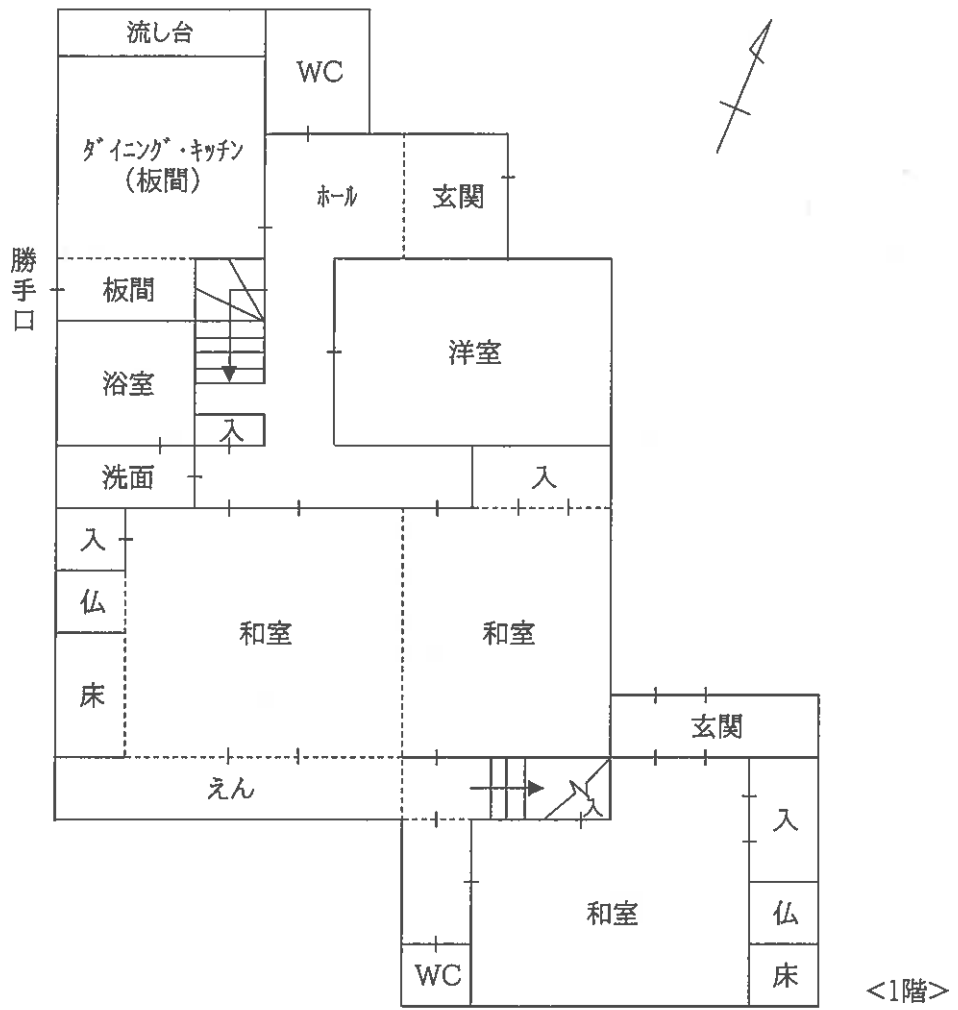 流し台
WC
ダイニング・キッチン
(板間)
ホール
玄関
勝手口
板間
洋室
浴室
入
洗面
入
入
仏
和室
和室
床
玄関
えん
入
入
和室
仏
WC
床
<1階>